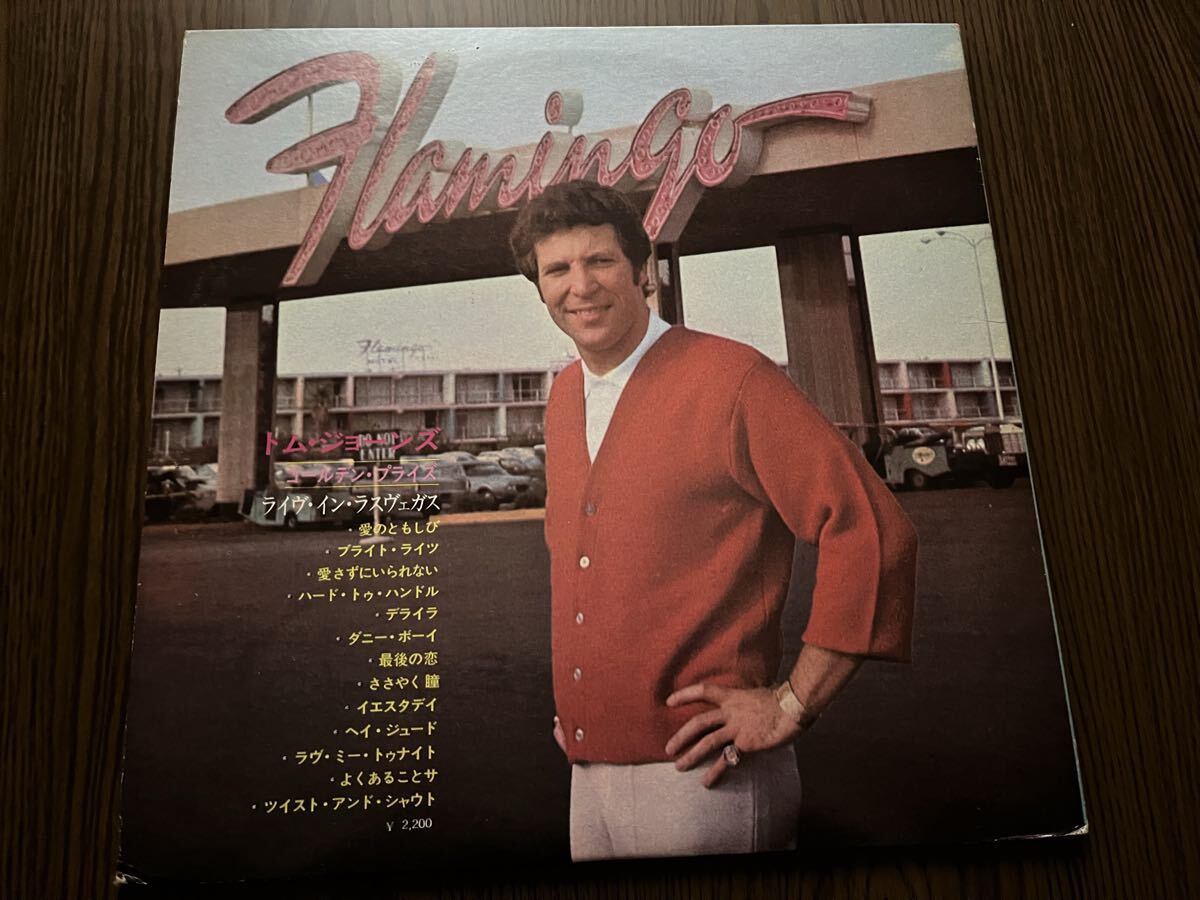 Flamingo
Flamingo
トム・ジョーンズ
DO NOT
ENTER
ゴールデン・プライズ
ライヴ・イン・ラスヴェガス
・愛のともしび
・ブライト・ライツ
・愛さずにいられない
・ハード・トゥ・ハンドル
・デライラ
・ダニー・ボーイ
・最後の恋
・ささやく瞳
・イエスタデイ
・ヘイ・ジュード
・ラヴ・ミー・トゥナイト
・よくあることサ
・ツイスト・アンド・シャウト
¥ 2,200